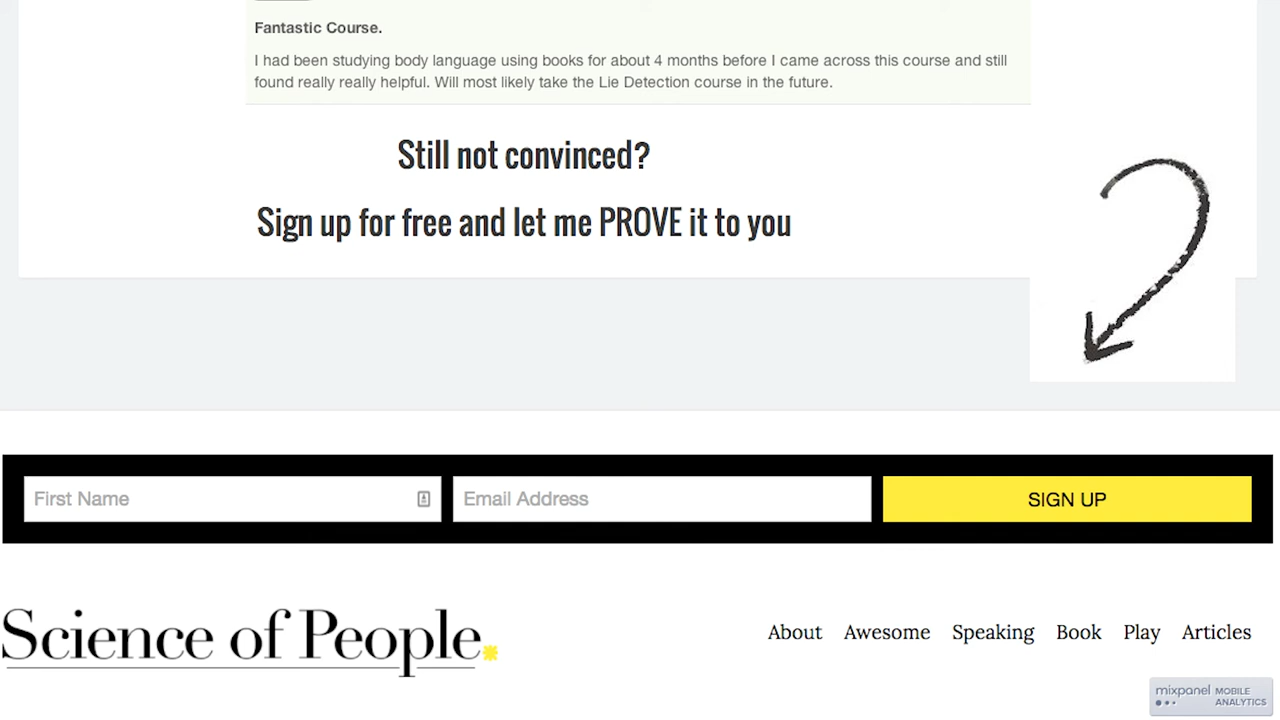 Fantastic Course.
I had been studying body language using books for about 4 months before I came across this course and still
found really really helpful. Will most likely take the Lie Detection course in the future.
Still not convinced?
Sign up for free and let me PROVE it to you
First Name
Email Address
SIGN UP
Science of People
About
Awesome
Speaking
Book
Play
Articles
mixpanel MOBILE
ANALYTICS